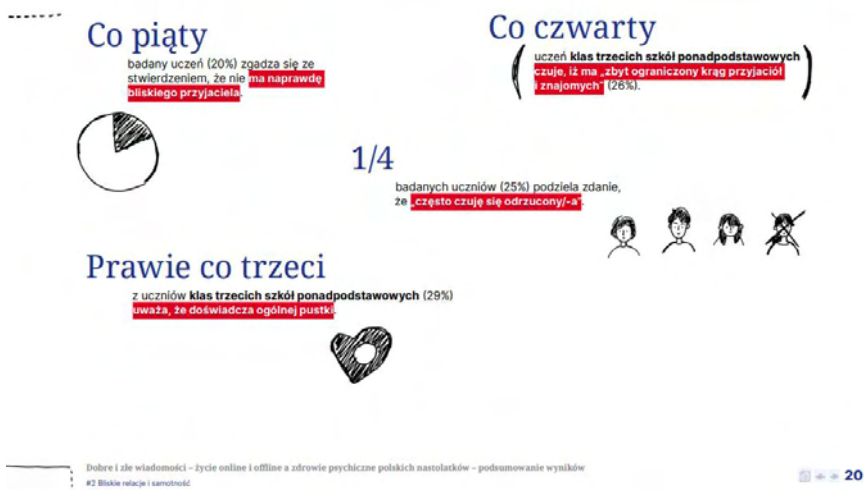 Co piąty
badany uczeń (20%) zgadza się ze
stwierdzeniem, że nie ma naprawdę
bliskiego przyjaciela.
Co czwarty
uczeń klas trzecich szkół ponadpodstawowych
czuje, iż ma „zbyt ograniczony krąg przyjaciół
i znajomych” (26%).
1/4
badanych uczniów (25%) podziela zdanie,
że „często czuję się odrzucony/-a”.
Prawie co trzeci
z uczniów klas trzecich szkół ponadpodstawowych (29%)
uważa, że doświadcza ogólnej pustki.
Dobre i złe wiadomości – życie online i offline a zdrowie psychiczne polskich nastolatków – podsumowanie wyników
#2 Bliskie relacje i samotność
20